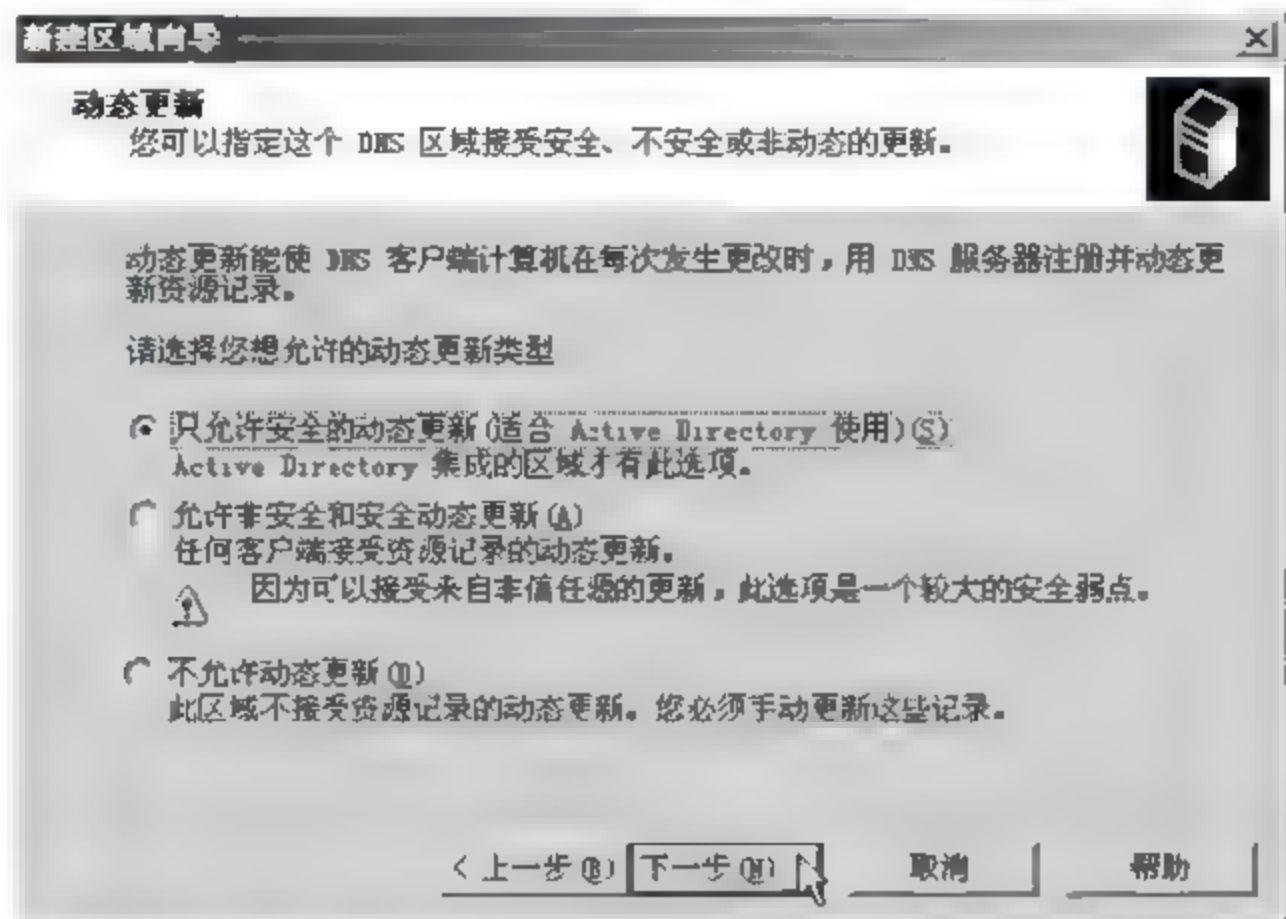 新建区域向导
动态更新
您可以指定这个 DNS 区域接受安全、不安全或非动态的更新。
动态更新能使 DNS 客户端计算机在每次发生更改时，用 DNS 服务器注册并动态更
新资源记录。
请选择您想允许的动态更新类型
只允许安全的动态更新(适合 Active Directory 使用)(S)
Active Directory 集成的区域才有此选项。
允许非安全和安全动态更新(A)
任何客户端接受资源记录的动态更新。
因为可以接受来自非信任源的更新，此选项是一个较大的安全弱点。
不允许动态更新(D)
此区域不接受资源记录的动态更新。您必须手动更新这些记录。
< 上一步(B) 下一步(N) 取消 帮助